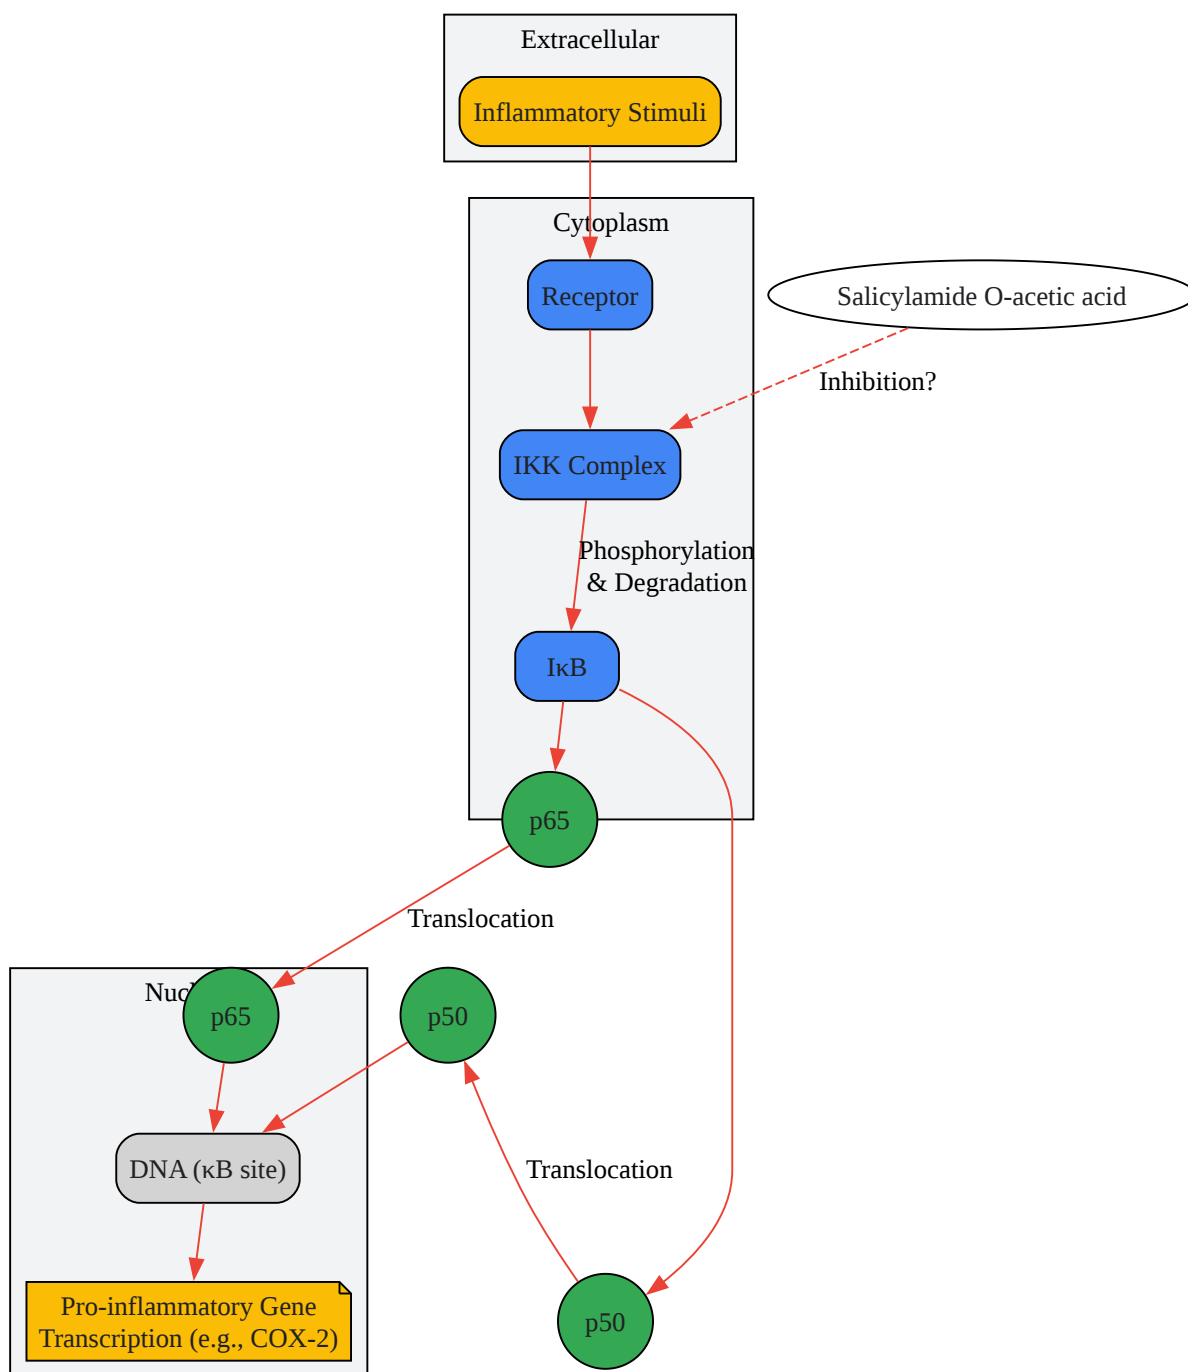 Extracellular
Inflammatory Stimuli
Cytoplasm
Receptor
Salicylamide O-acetic acid
Inhibition?
IKK Complex
Phosphorylation
& Degradation
IκB
p65
Translocation
p65
p50
DNA (κB site)
Translocation
Pro-inflammatory Gene
Transcription (e.g., COX-2)
p50